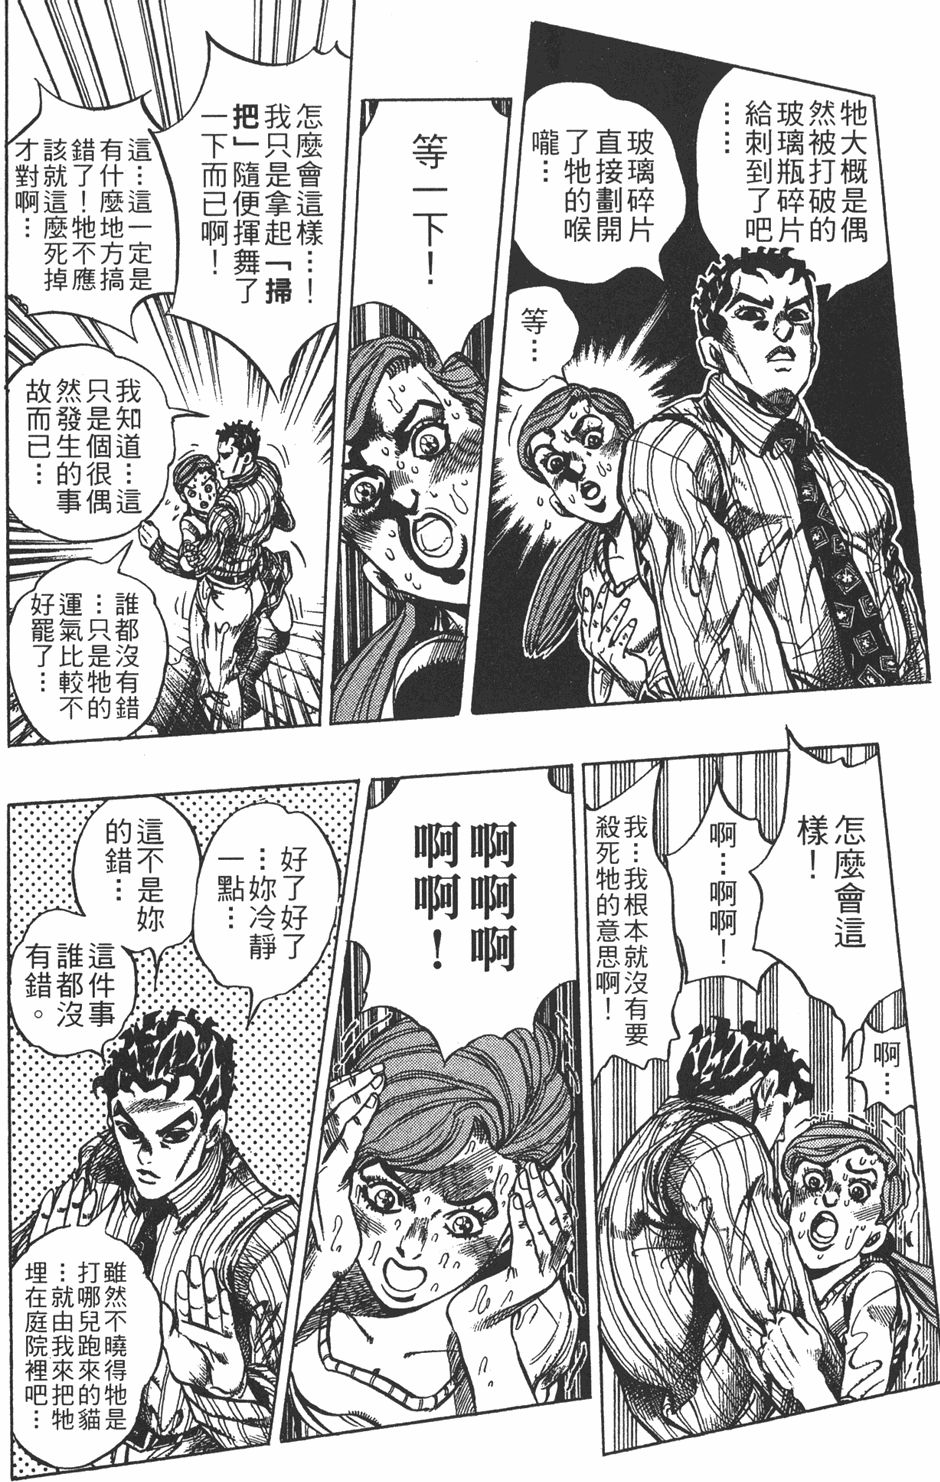 牠大概是偶
然被打破的
玻璃瓶碎片
給刺到了吧
……
玻璃碎片
直接劃開
了牠的喉
嚨…
等…
等一下！
怎麼會這樣…！
我只是拿起「掃
把」隨便揮舞了
一下而已啊！
這…這一定是
有什麼地方搞
錯了！牠不應
該就這麼死掉
才對啊…
我知道…這
只是個很偶
然發生的事
故而已…
誰都沒有錯
…只是牠的
運氣比較不
好罷了…
怎麼會這
樣！
啊…
啊…啊啊！
我…我根本就沒有要
殺死牠的意思啊！
啊啊啊
啊啊！
好了好了
…妳冷靜
一點…
這不是妳
的錯…
這件事
誰都沒
有錯。
雖然不曉得牠是
打哪兒跑來的貓
…就由我來把牠
埋在庭院裡吧…